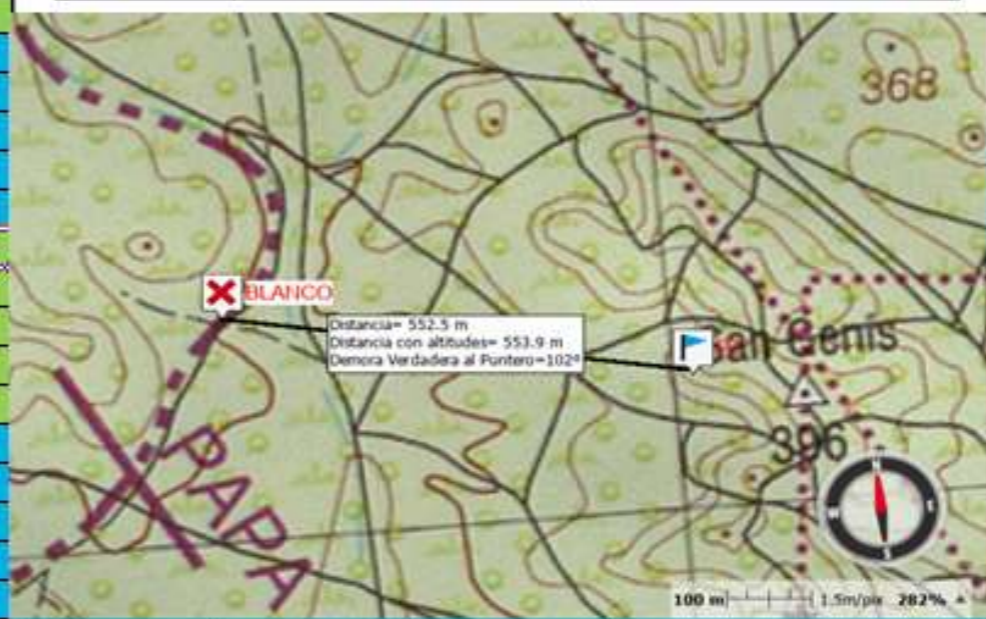 368
BLANCO
Distancia= 552.5 m
Distancia con altitudes= 553.9 m
Demora Verdadera al Puntero=102º
San Genís
396
PAPA
N
S
100 m
1.5m/pix 282%